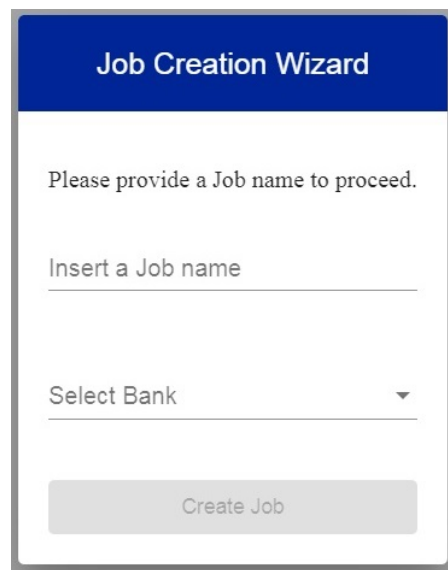 Job Creation Wizard
Please provide a Job name to proceed.
Insert a Job name
Select Bank
Create Job